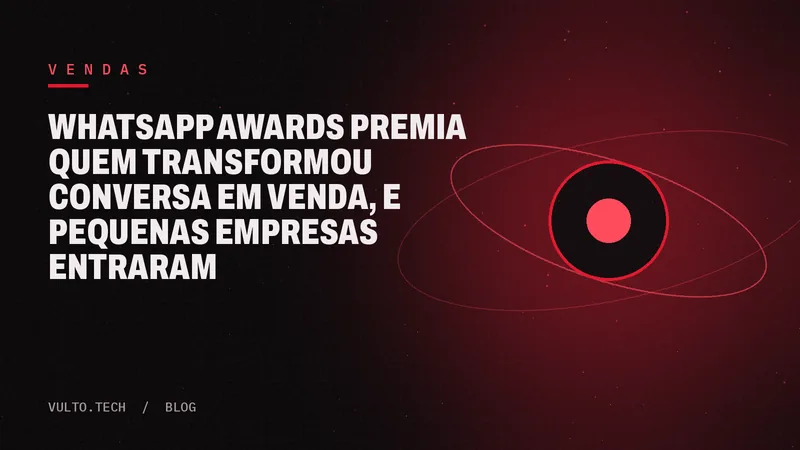 VENDAS
WHATSAPP AWARDS PREMIA
QUEM TRANSFORMOU
CONVERSA EM VENDA, E
PEQUENAS EMPRESAS
ENTRARAM
VULTO.TECH / BLOG